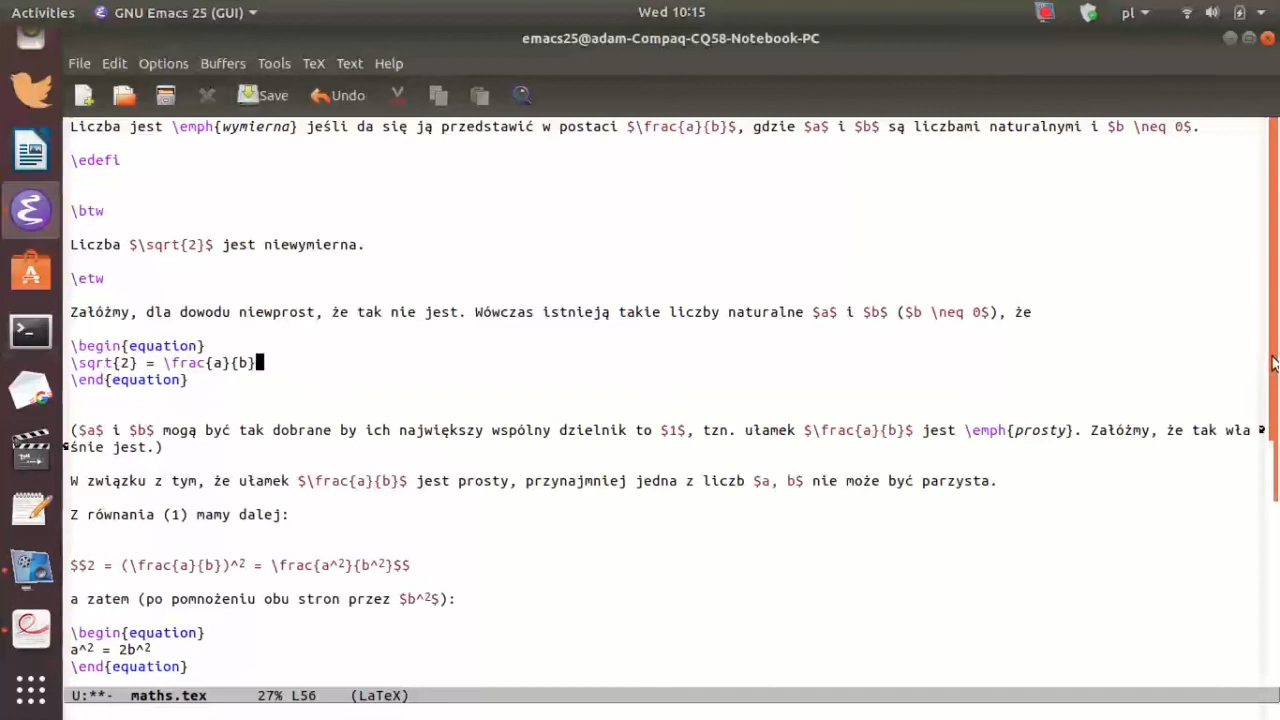 Activities GNU Emacs 25 (GUI) Wed 10:15 pl
emacs25@adam-Compaq-CQ58-Notebook-PC
File Edit Options Buffers Tools TeX Text Help
Save Undo
Liczba jest \emph{wymierna} jeśli da się ją przedstawić w postaci $\frac{a}{b}$, gdzie $a$ i $b$ są liczbami naturalnymi i $b \neq 0$.
\edefi
\btw
Liczba $\sqrt{2}$ jest niewymierna.
\etw
Załóżmy, dla dowodu niewprost, że tak nie jest. Wówczas istnieją takie liczby naturalne $a$ i $b$ ($b \neq 0$), że
\begin{equation}
\sqrt{2} = \frac{a}{b}
\end{equation}
($a$ i $b$ mogą być tak dobrane by ich największy wspólny dzielnik to $1$, tzn. ułamek $\frac{a}{b}$ jest \emph{prosty}. Załóżmy, że tak wła
śnie jest.)
W związku z tym, że ułamek $\frac{a}{b}$ jest prosty, przynajmniej jedna z liczb $a, b$ nie może być parzysta.
Z równania (1) mamy dalej:
$$2 = (\frac{a}{b})^2 = \frac{a^2}{b^2}$$
a zatem (po pomnożeniu obu stron przez $b^2$):
\begin{equation}
a^2 = 2b^2
\end{equation}
U:**- maths.tex 27% L56 (LaTeX)